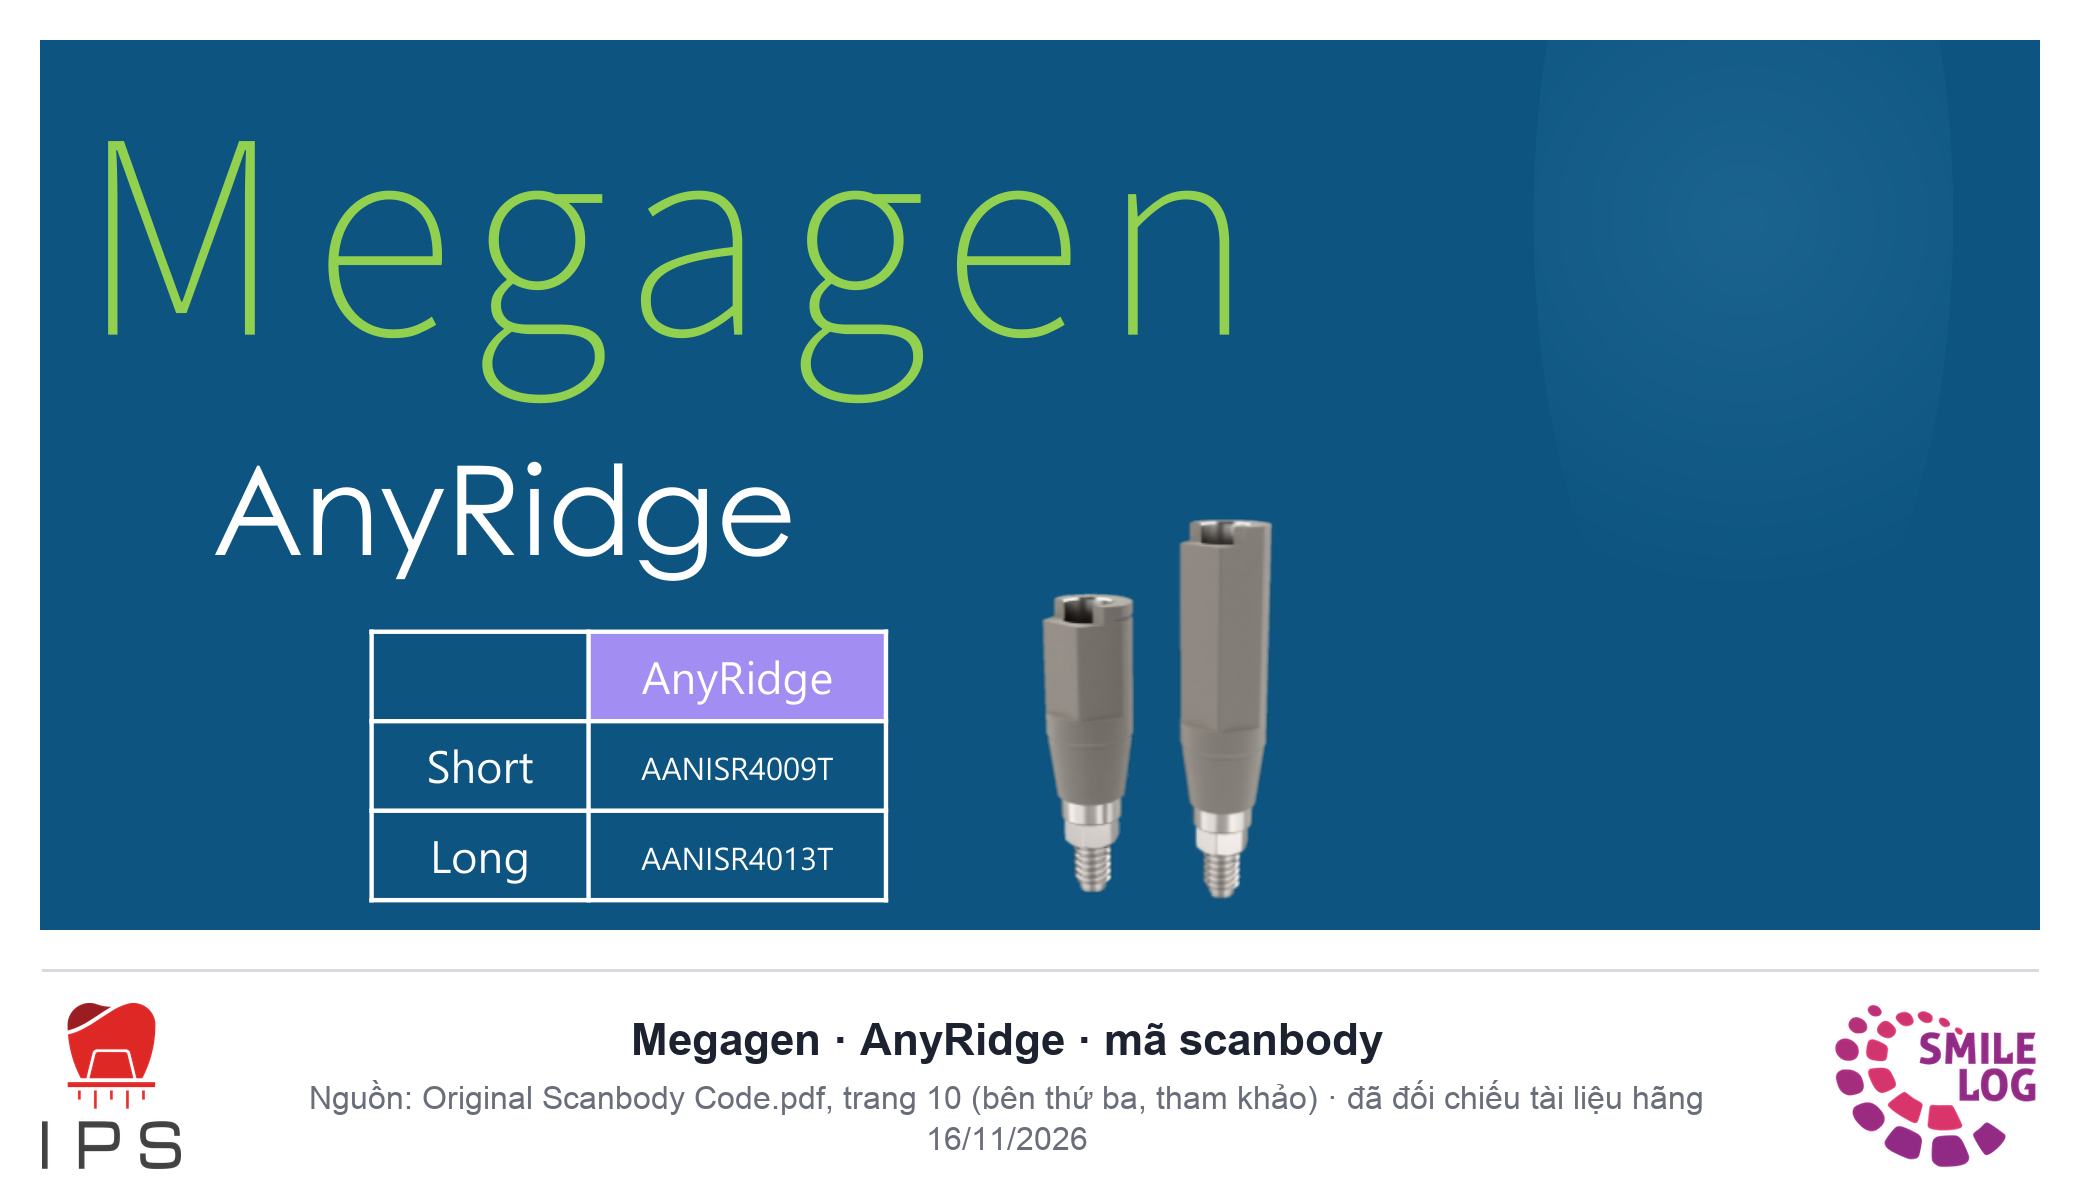 Megagen
AnyRidge
AnyRidge
Short AANISR4009T
Long AANISR4013T
Megagen · AnyRidge · mã scanbody
Nguồn: Original Scanbody Code.pdf, trang 10 (bên thứ ba, tham khảo) · đã đối chiếu tài liệu hãng
16/11/2026
IPS
SMILE
LOG